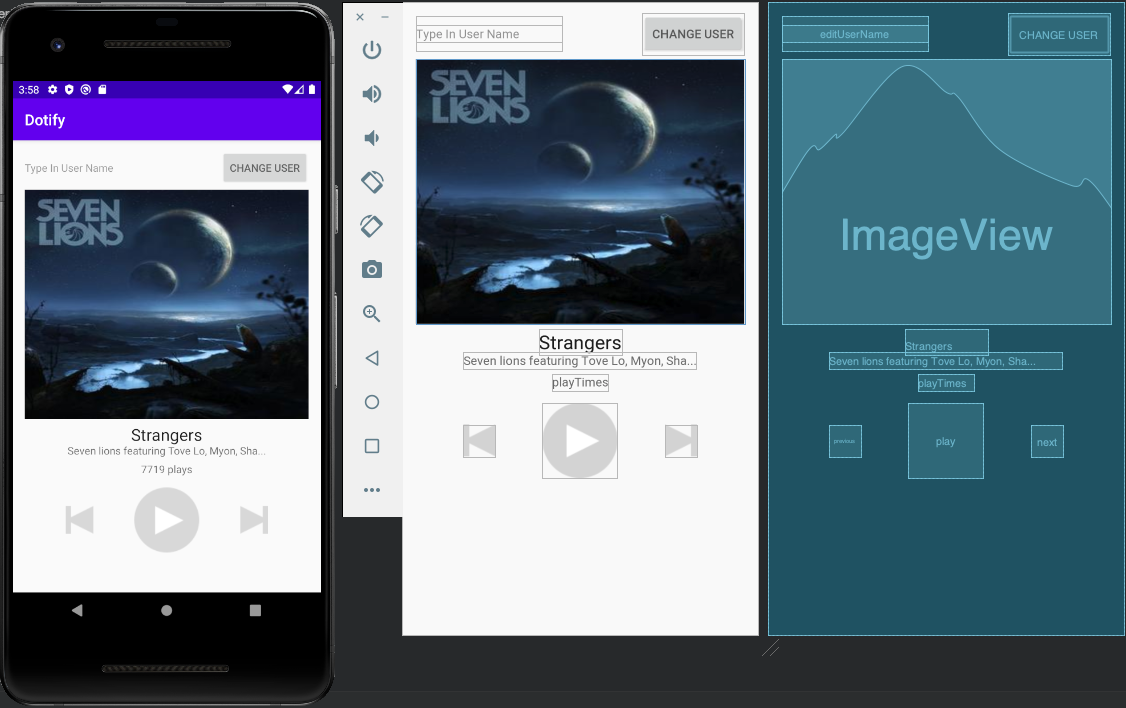 3:58
Dotify
Type In User Name
CHANGE USER
SEVEN
LIONS
Strangers
Seven lions featuring Tove Lo, Myon, Sha...
7719 plays
Type In User Name
CHANGE USER
SEVEN
LIONS
Strangers
Seven lions featuring Tove Lo, Myon, Sha...
playTimes
editUserName
CHANGE USER
ImageView
Strangers
Seven lions featuring Tove Lo, Myon, Sha...
playTimes
previous
play
next